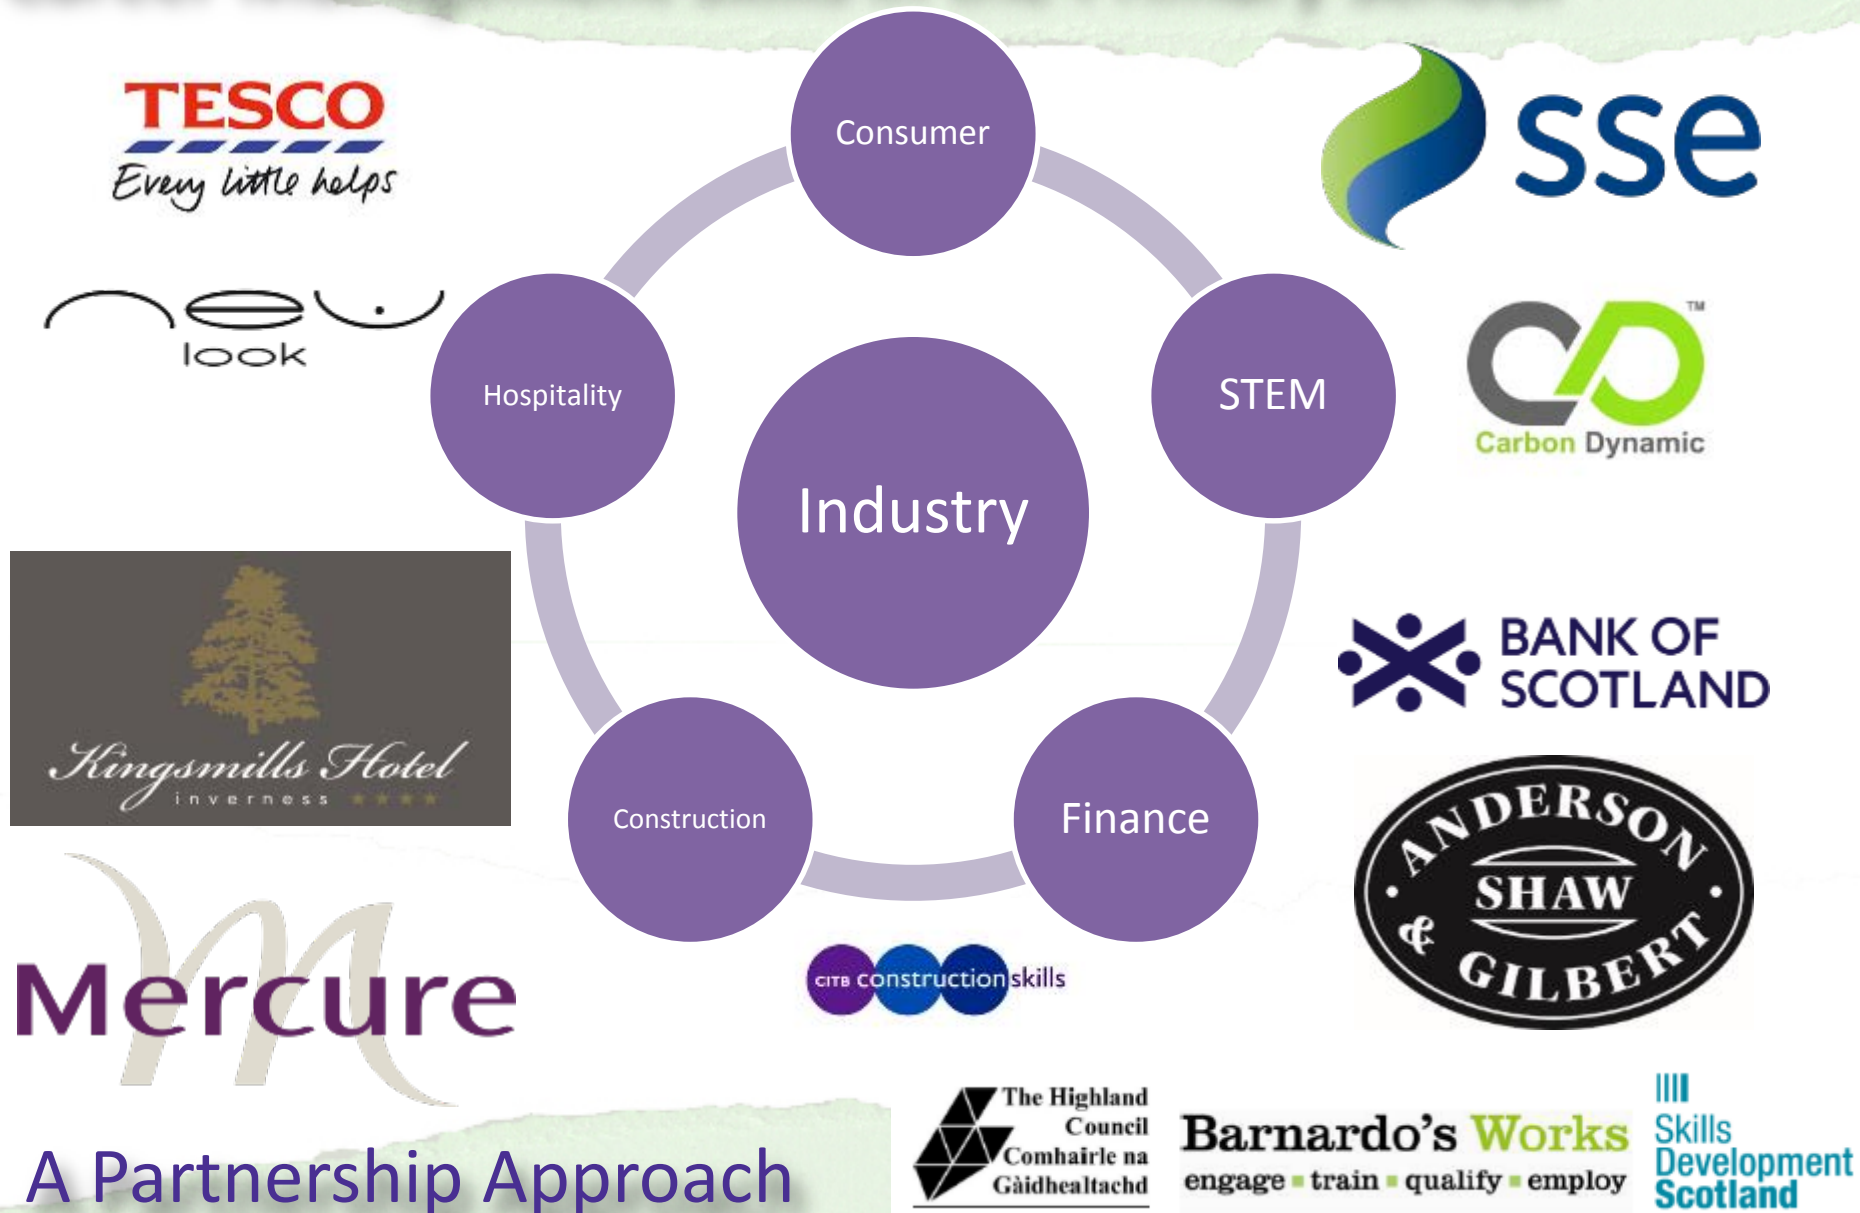 TESCO
Every little helps
new
look
Consumer
Hospitality
STEM
Industry
Construction
Finance
sse
TM
Carbon Dynamic
BANK OF
SCOTLAND
ANDERSON
SHAW
& GILBERT
Kingsmills Hotel
inverness
Mercure
CITB constructionskills
The Highland
Council
Comhairle na
Gàidhealtachd
Barnardo's Works
engage train qualify employ
Skills
Development
Scotland
A Partnership Approach